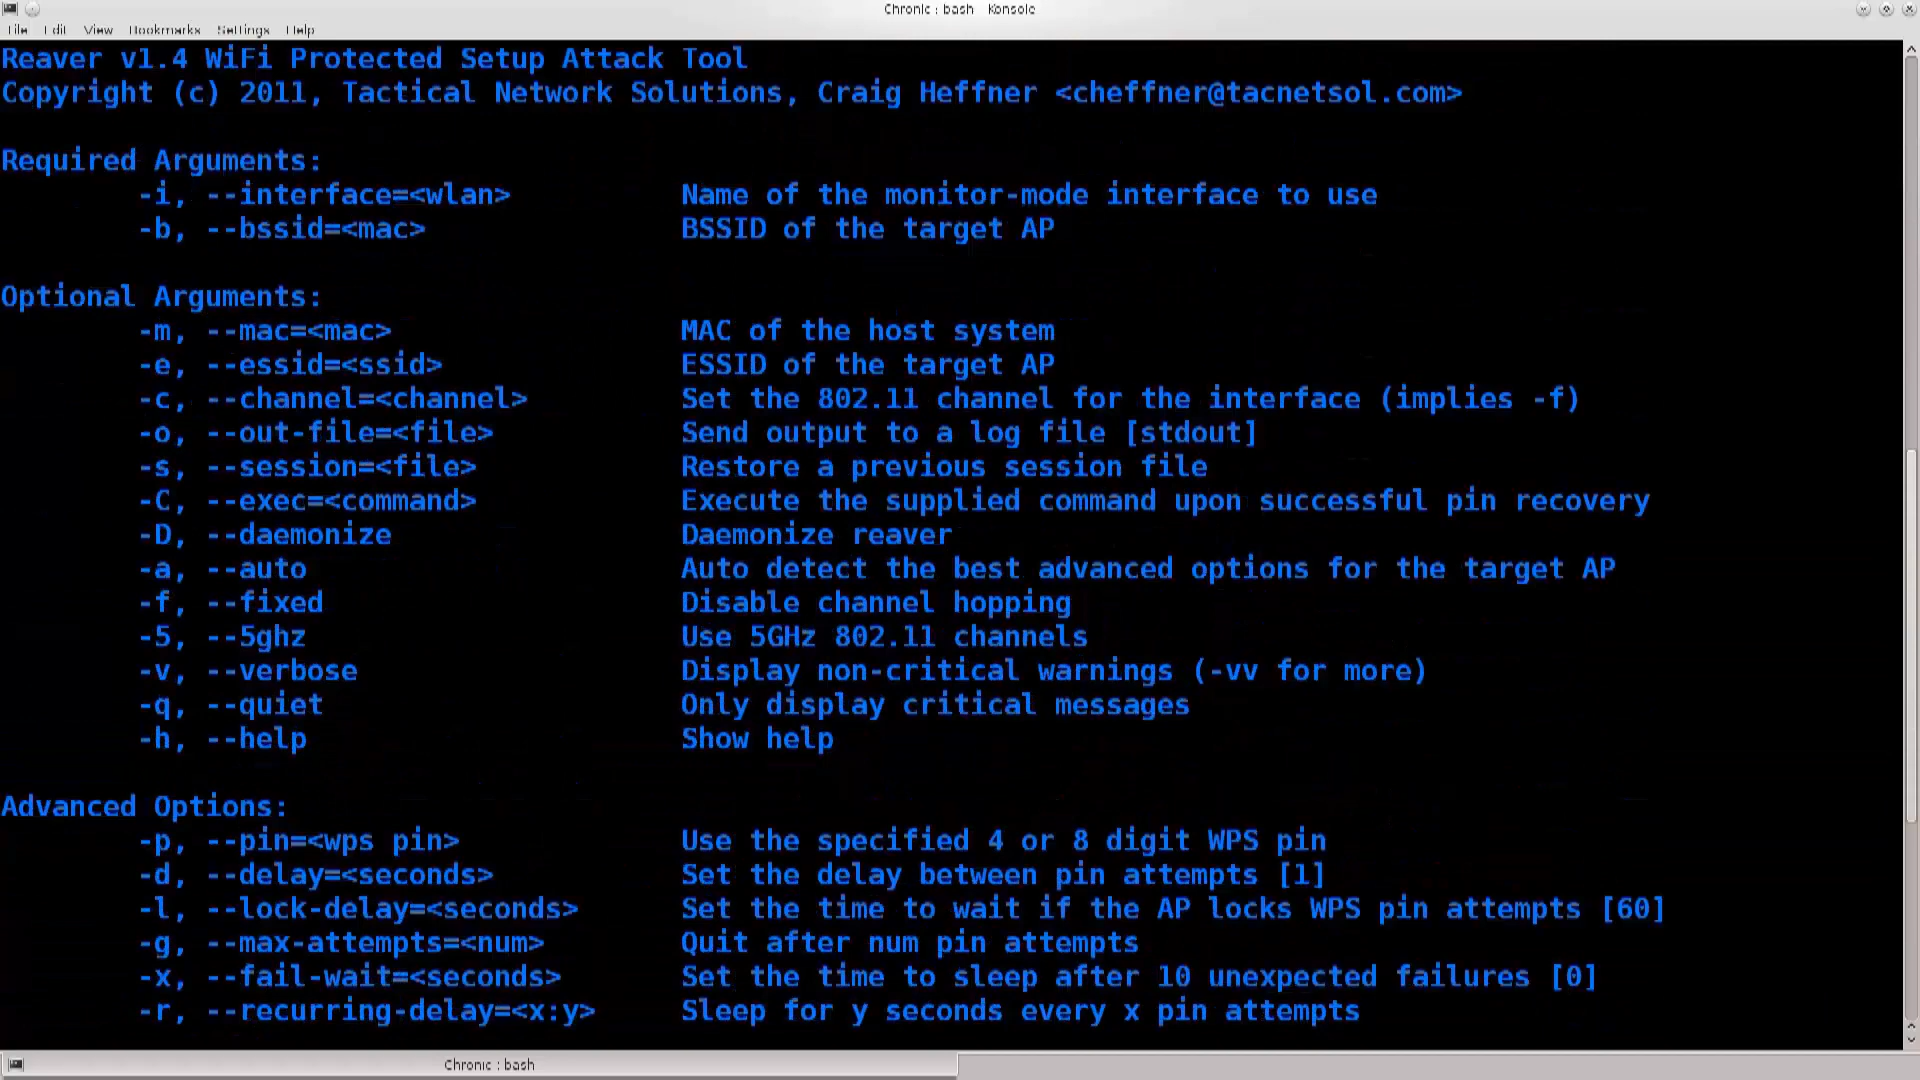 Chronic : bash   Konsole
File Edit View Bookmarks Settings Help
Reaver v1.4 WiFi Protected Setup Attack Tool
Copyright (c) 2011, Tactical Network Solutions, Craig Heffner <cheffner@tacnetsol.com>
Required Arguments:
-i, --interface=<wlan> Name of the monitor-mode interface to use
-b, --bssid=<mac> BSSID of the target AP
Optional Arguments:
-m, --mac=<mac> MAC of the host system
-e, --essid=<ssid> ESSID of the target AP
-c, --channel=<channel> Set the 802.11 channel for the interface (implies -f)
-o, --out-file=<file> Send output to a log file [stdout]
-s, --session=<file> Restore a previous session file
-C, --exec=<command> Execute the supplied command upon successful pin recovery
-D, --daemonize Daemonize reaver
-a, --auto Auto detect the best advanced options for the target AP
-f, --fixed Disable channel hopping
-5, --5ghz Use 5GHz 802.11 channels
-v, --verbose Display non-critical warnings (-vv for more)
-q, --quiet Only display critical messages
-h, --help Show help
Advanced Options:
-p, --pin=<wps pin> Use the specified 4 or 8 digit WPS pin
-d, --delay=<seconds> Set the delay between pin attempts [1]
-l, --lock-delay=<seconds> Set the time to wait if the AP locks WPS pin attempts [60]
-g, --max-attempts=<num> Quit after num pin attempts
-x, --fail-wait=<seconds> Set the time to sleep after 10 unexpected failures [0]
-r, --recurring-delay=<x:y> Sleep for y seconds every x pin attempts
Chronic : bash